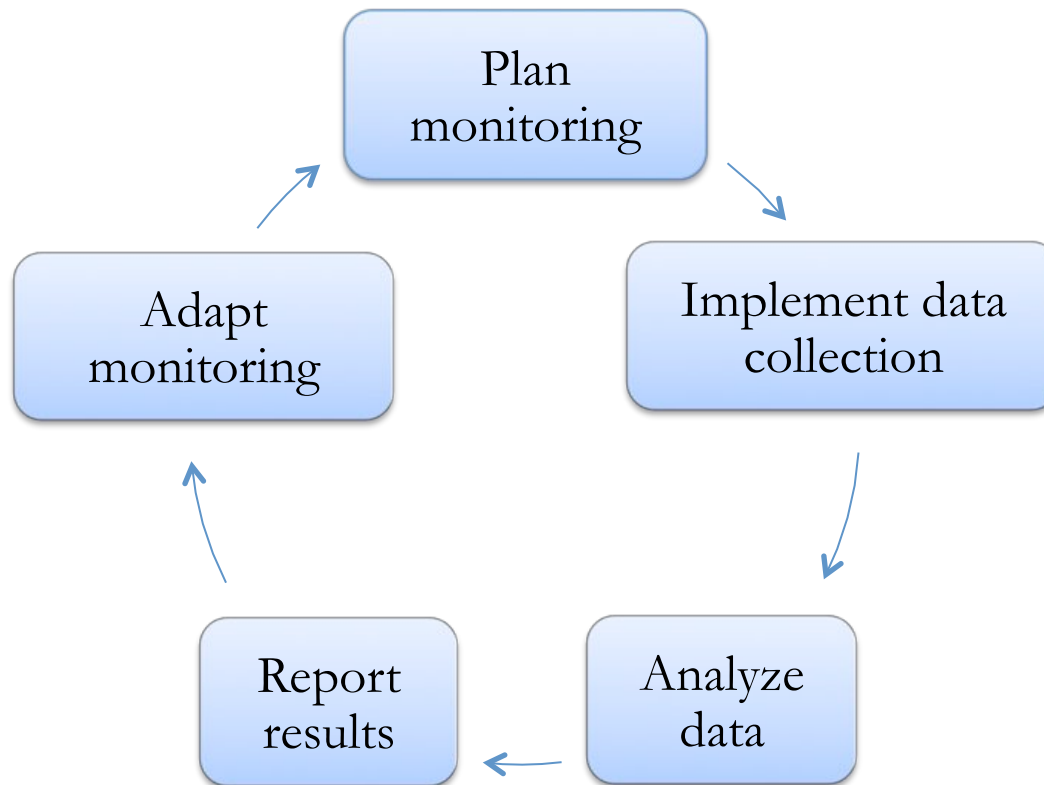 Plan
monitoring
Implement data
collection
Analyze
data
Report
results
Adapt
monitoring